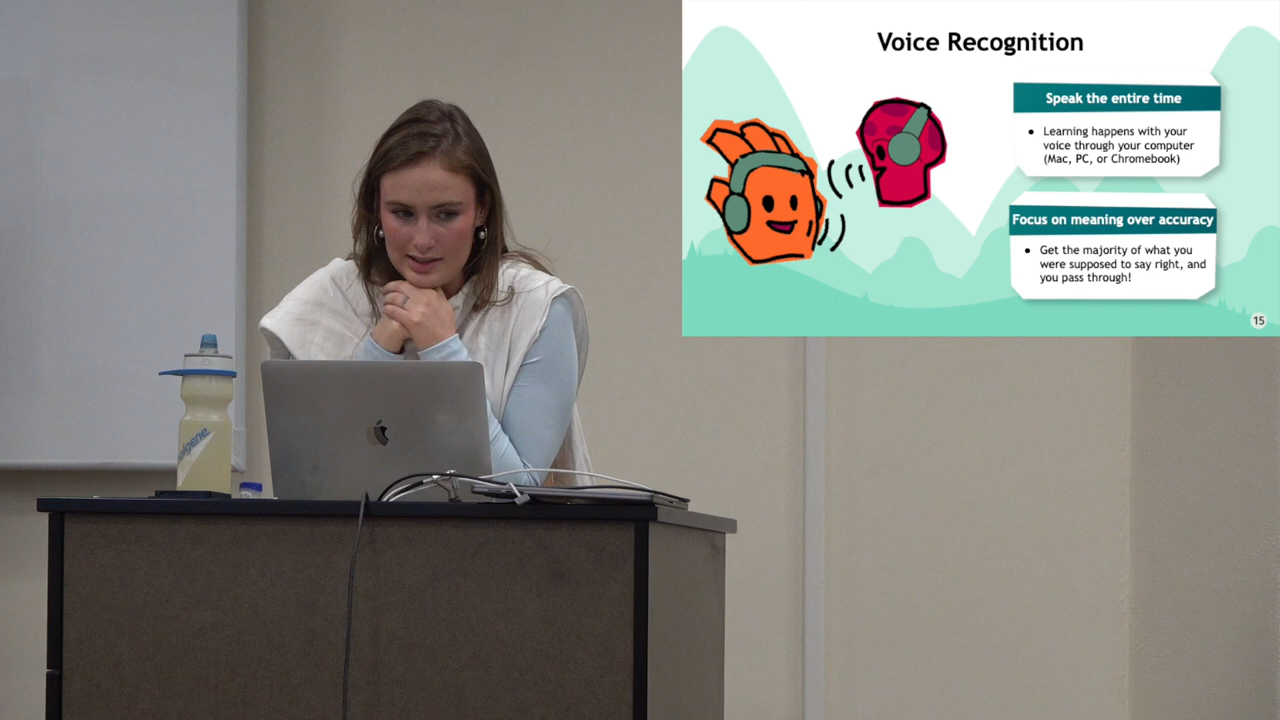 Voice Recognition
Speak the entire time
• Learning happens with your
voice through your computer
(Mac, PC, or Chromebook)
Focus on meaning over accuracy
• Get the majority of what you
were supposed to say right, and
you pass through!
15